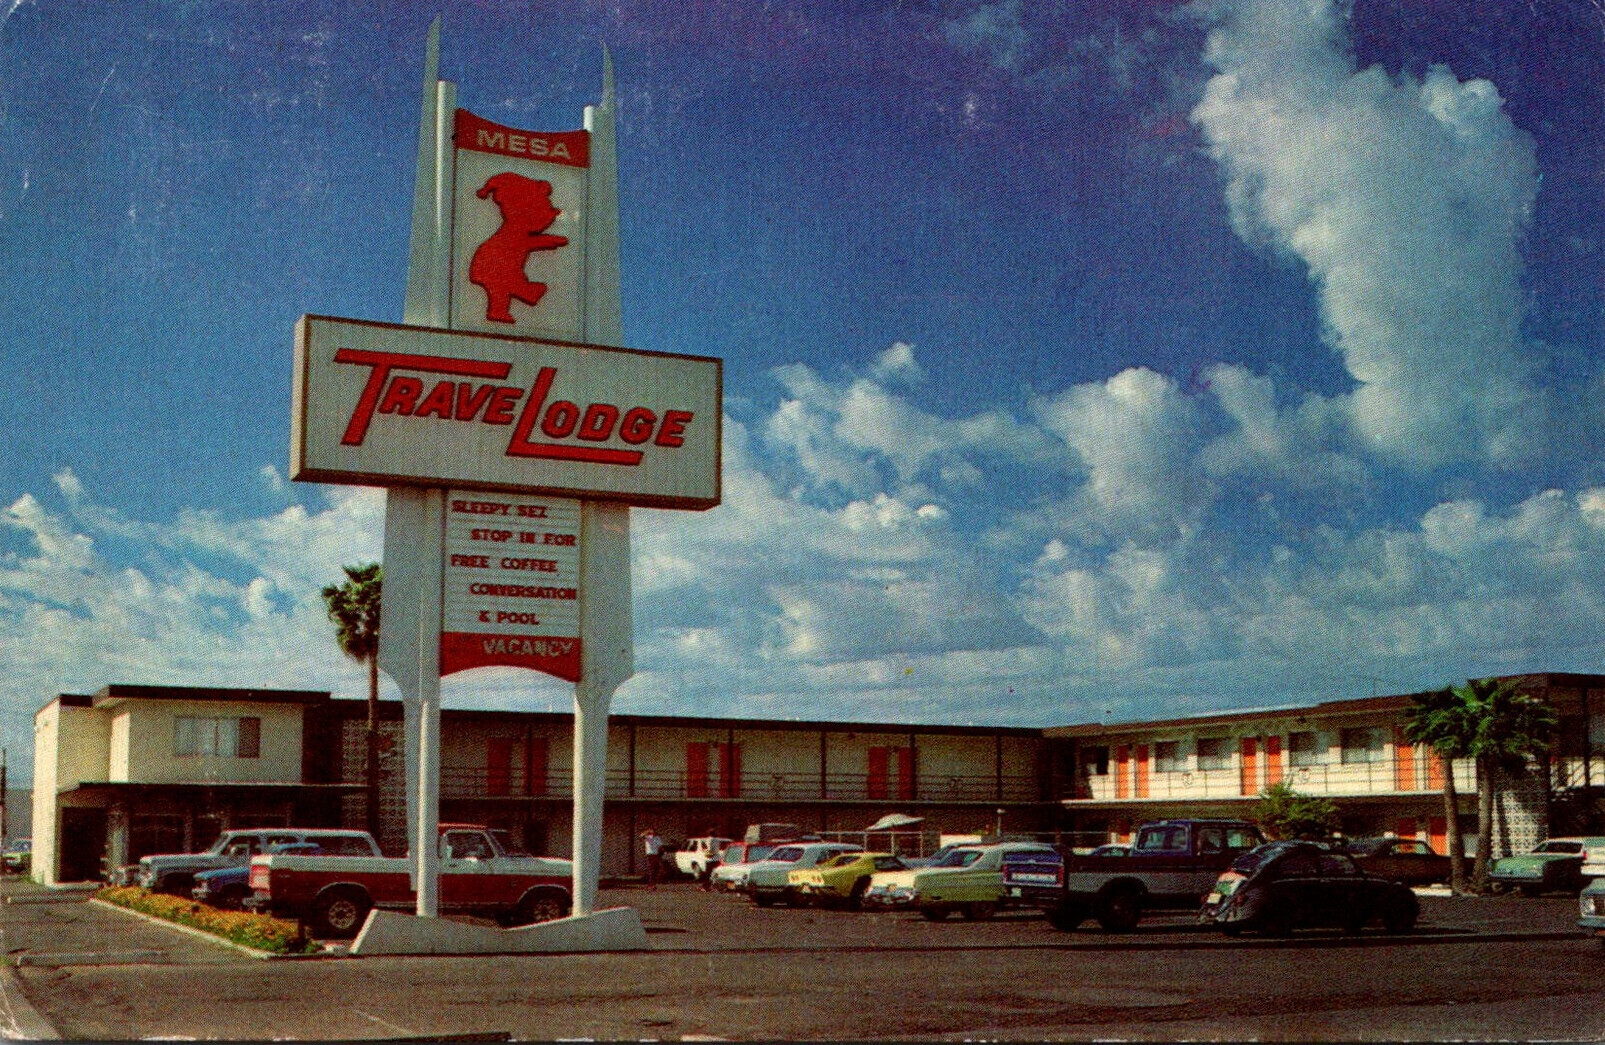 MESA
TRAVELODGE
SLEEPY SEZ
STOP IN FOR
FREE COFFEE
CONVERSATION
& POOL
VACANCY